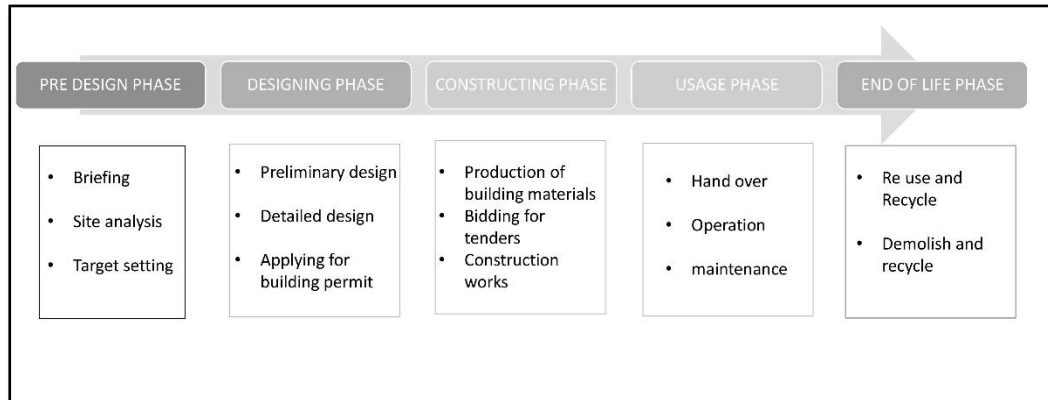 PRE DESIGN PHASE
DESIGNING PHASE
CONSTRUCTING PHASE
USAGE PHASE
END OF LIFE PHASE
• Briefing
• Site analysis
• Target setting
• Preliminary design
• Detailed design
• Applying for
building permit
• Production of
building materials
• Bidding for
tenders
• Construction
works
• Hand over
• Operation
• maintenance
• Re use and
Recycle
• Demolish and
recycle